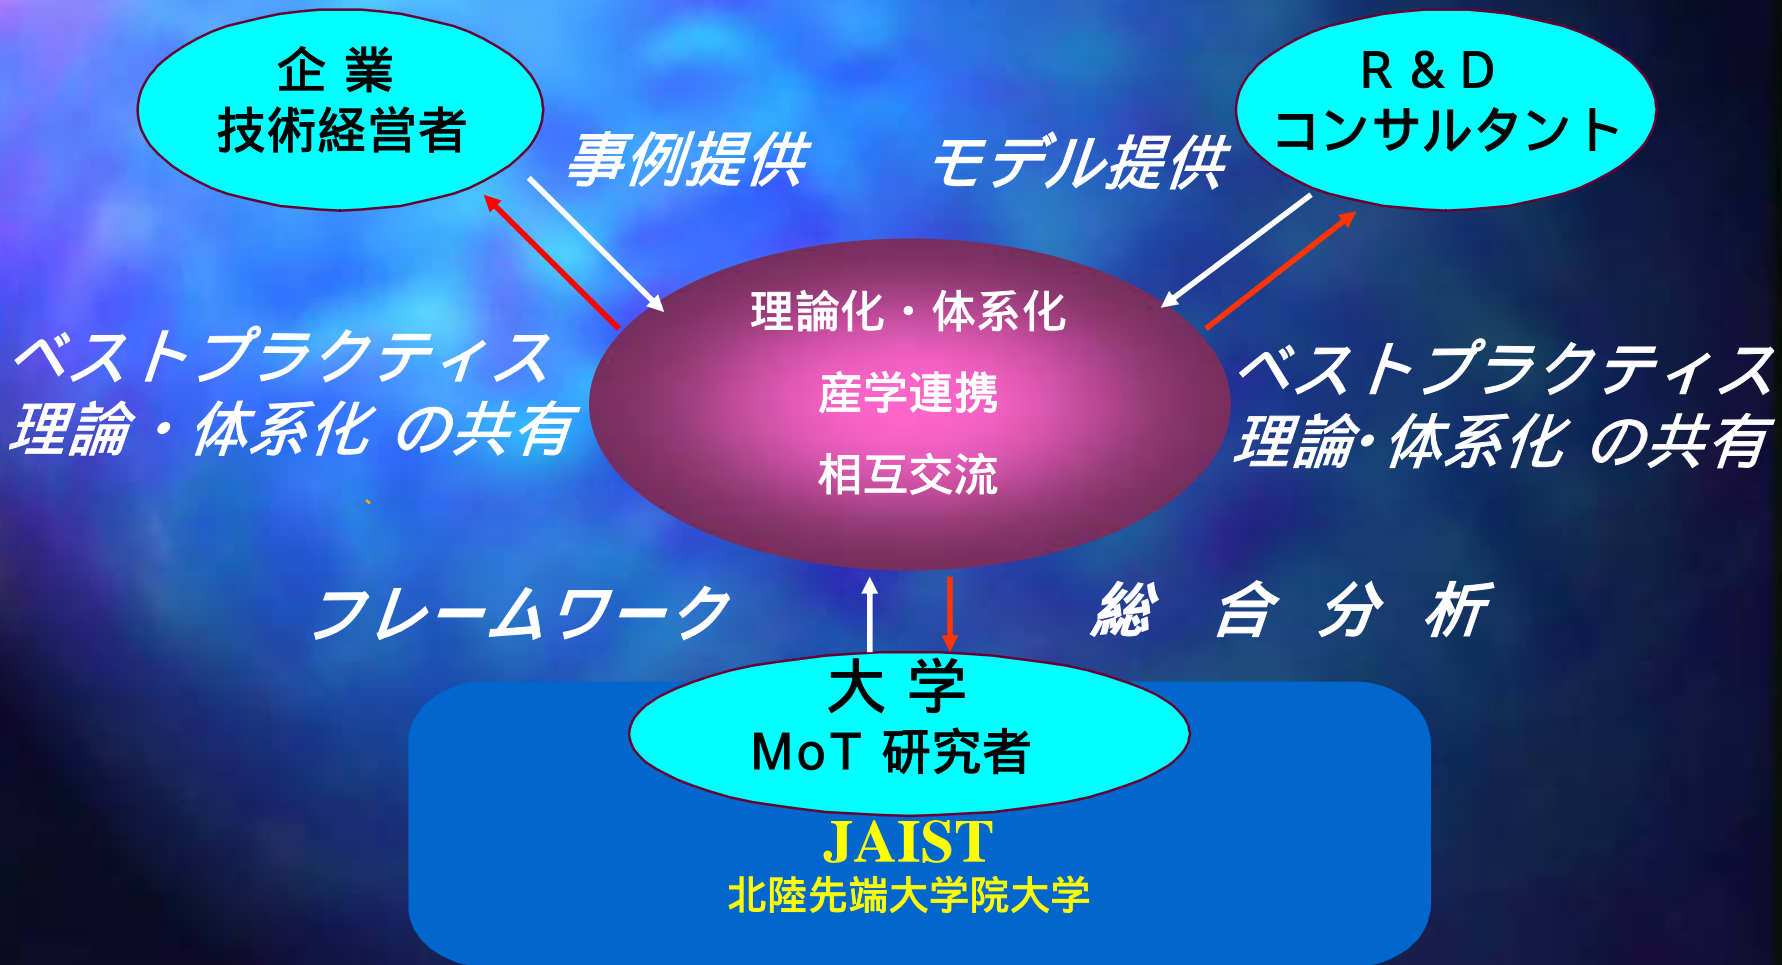 企 業
技術経営者
R & D
コンサルタント
事例提供
モデル提供
理論化・体系化
産学連携
相互交流
ベストプラクティス
理論・体系化 の共有
ベストプラクティス
理論・体系化 の共有
フレームワーク
総 合 分 析
大 学
MoT 研究者
JAIST
北陸先端大学院大学